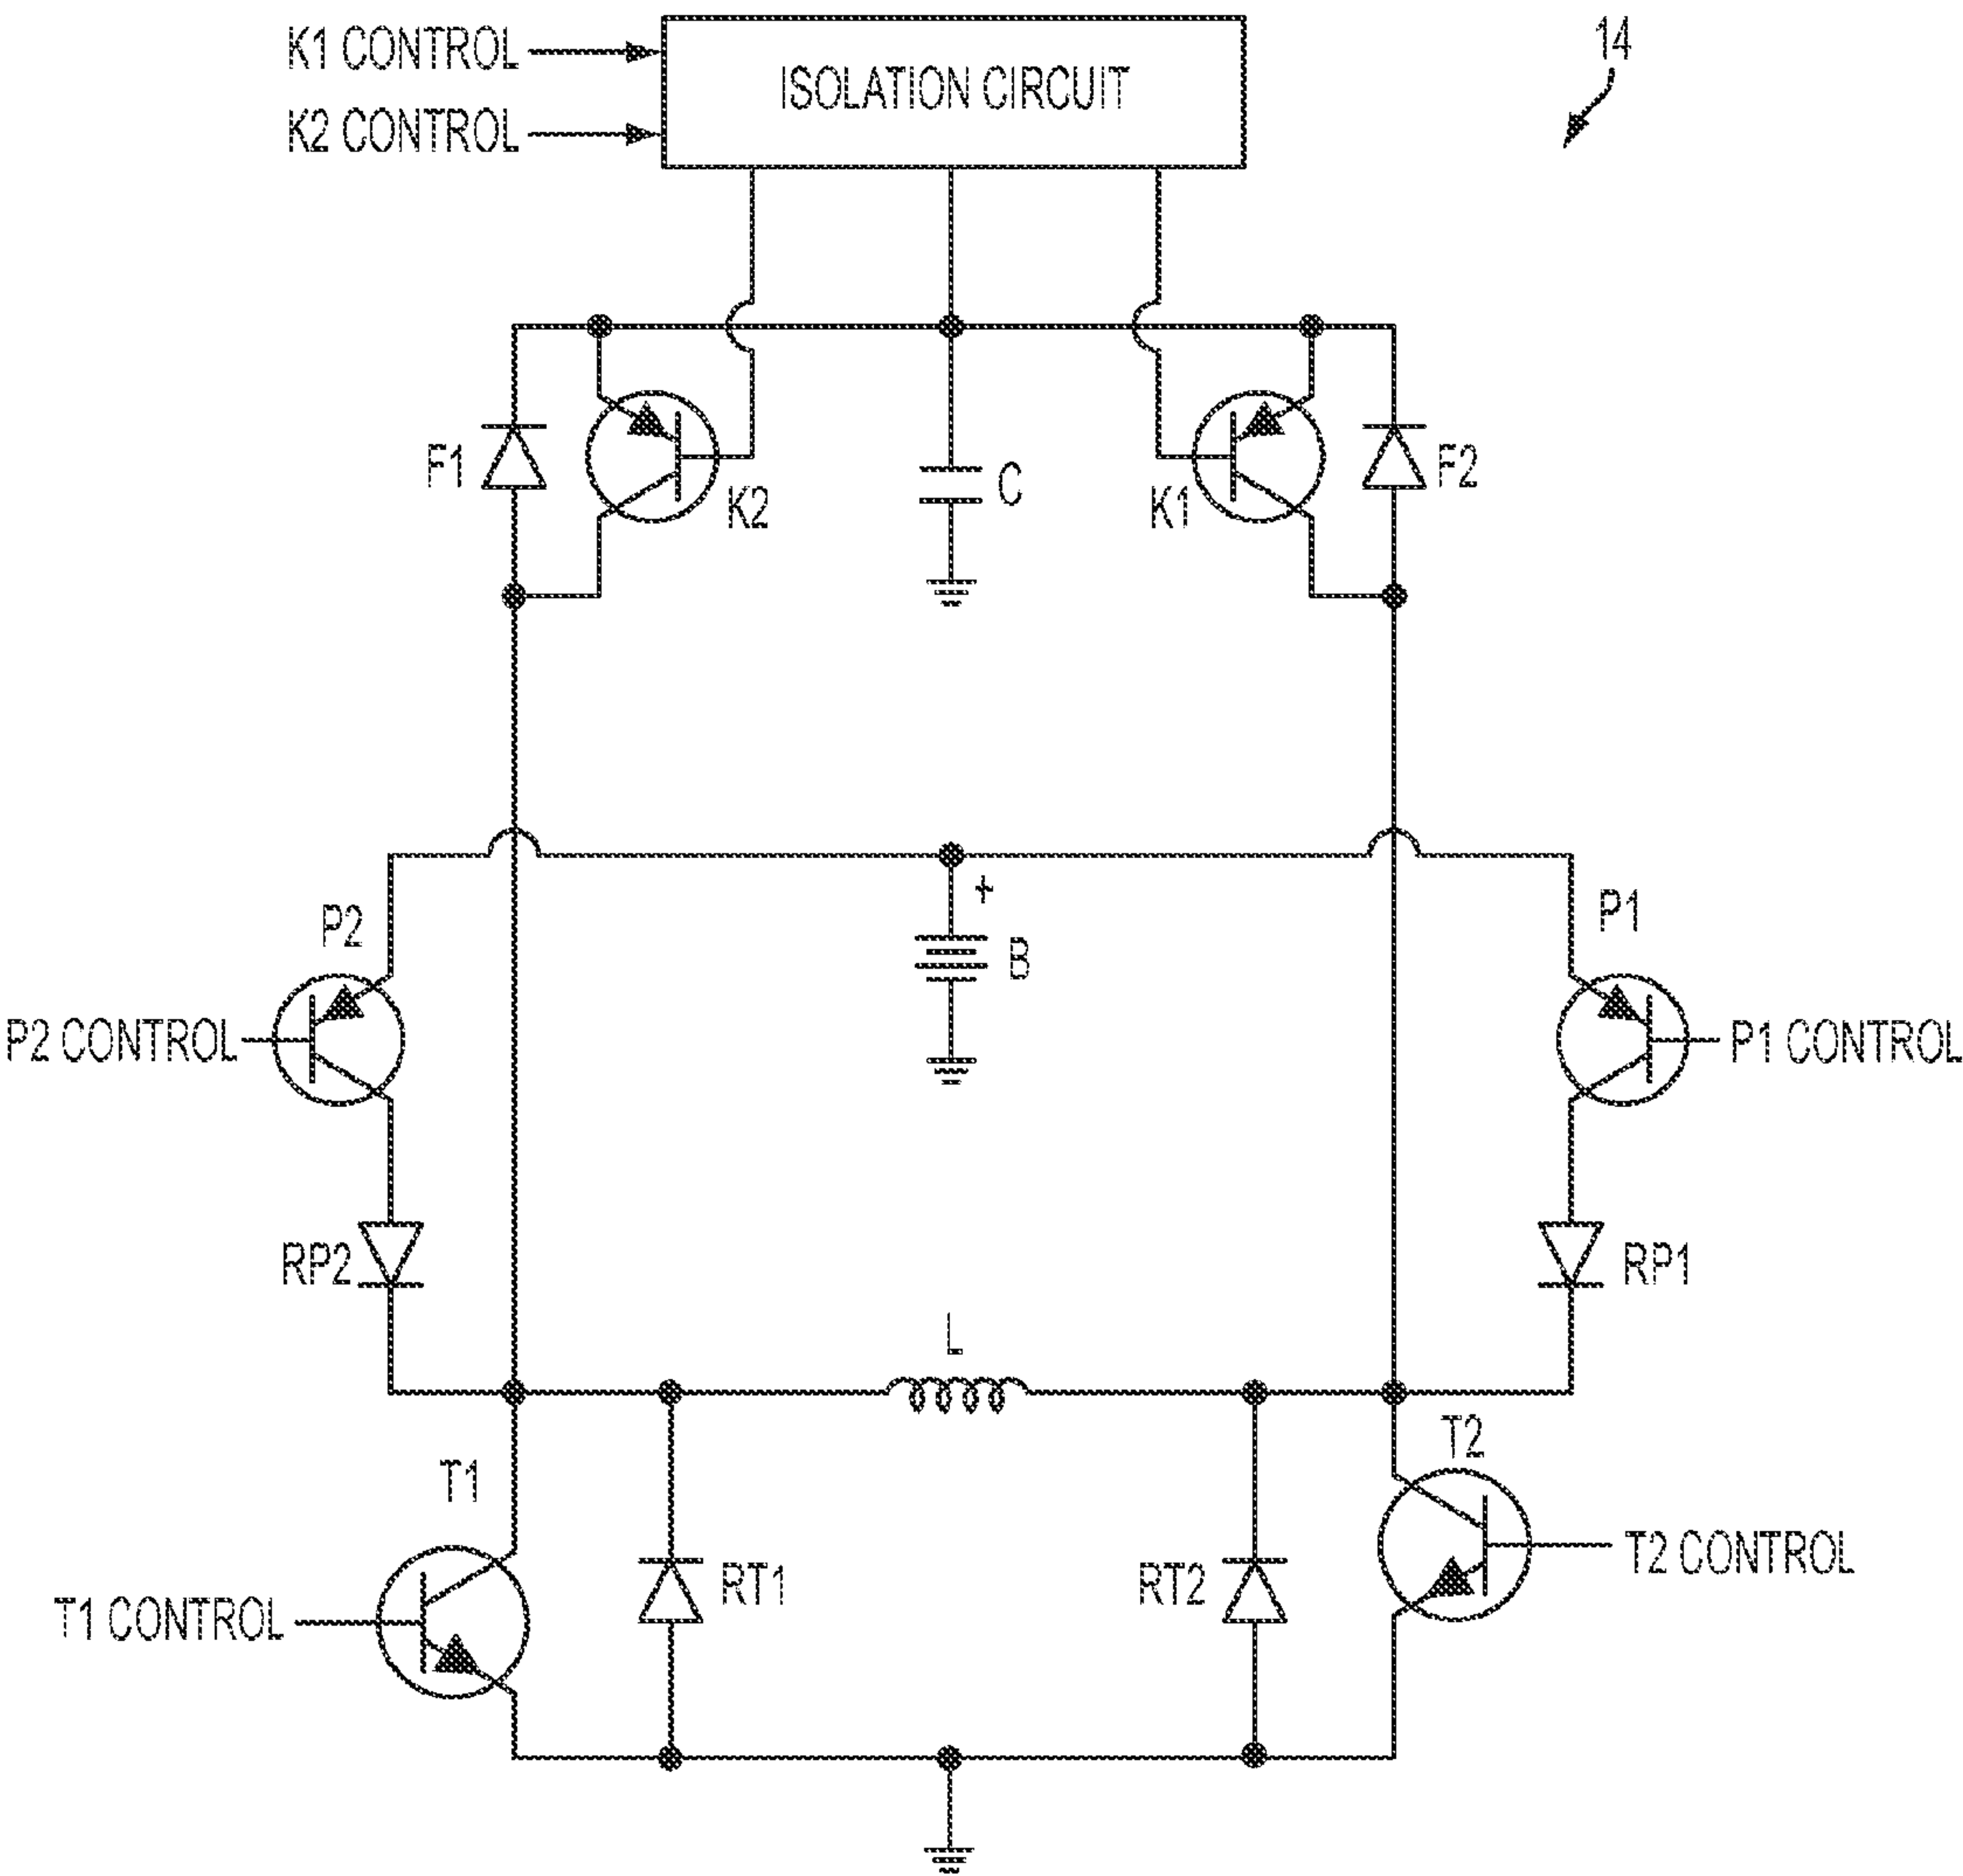 K1 CONTROL
K2 CONTROL
ISOLATION CIRCUIT
14
F1
K2
C
K1
F2
P2
+
B
P1
P2 CONTROL
P1 CONTROL
RP2
RP1
L
T1
T2
RT1
RT2
T2 CONTROL
T1 CONTROL